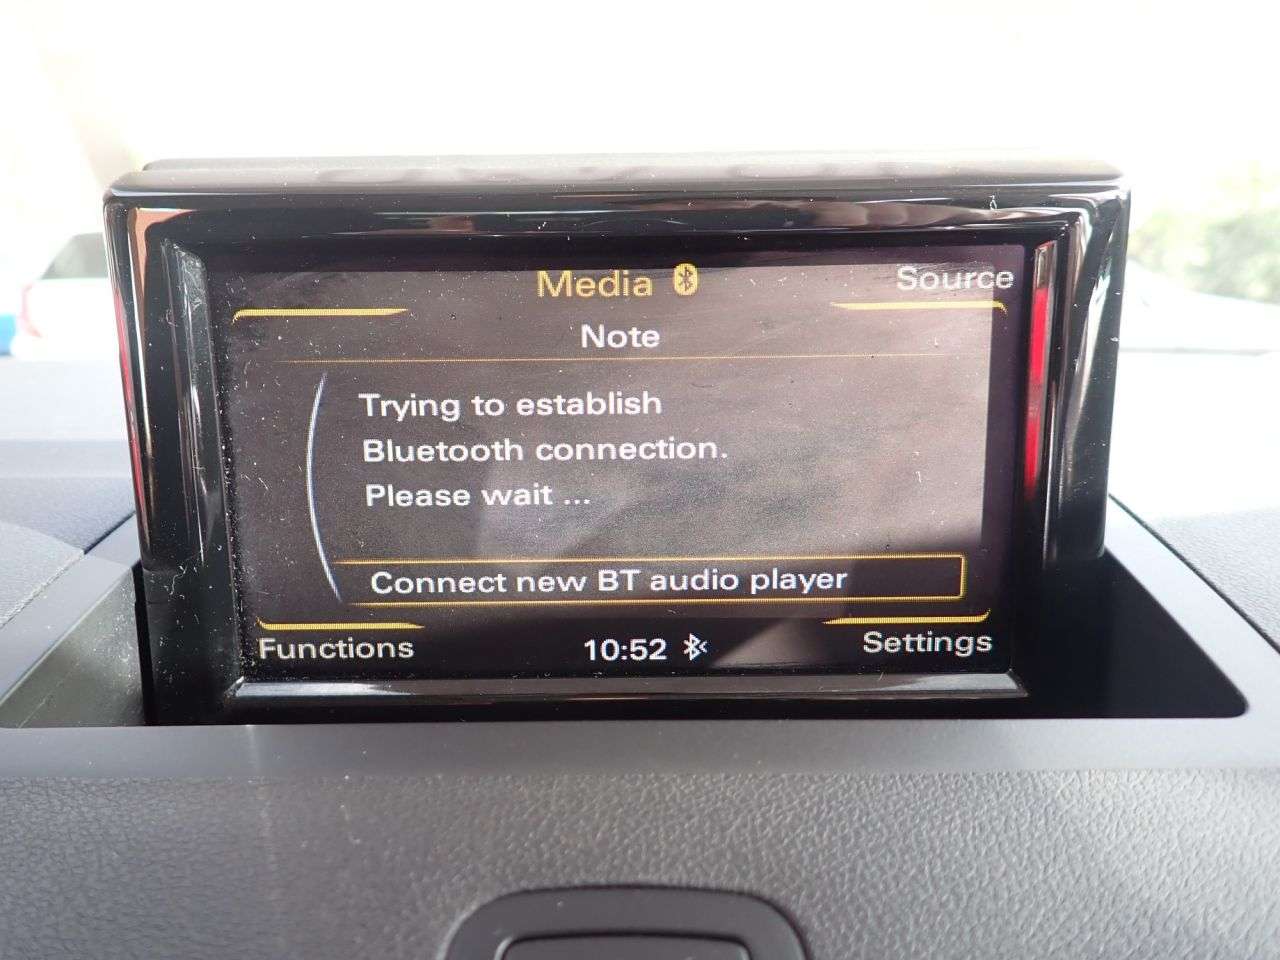 Media
Source
Note
Trying to establish
Bluetooth connection.
Please wait ...
Connect new BT audio player
Functions
10:52
Settings